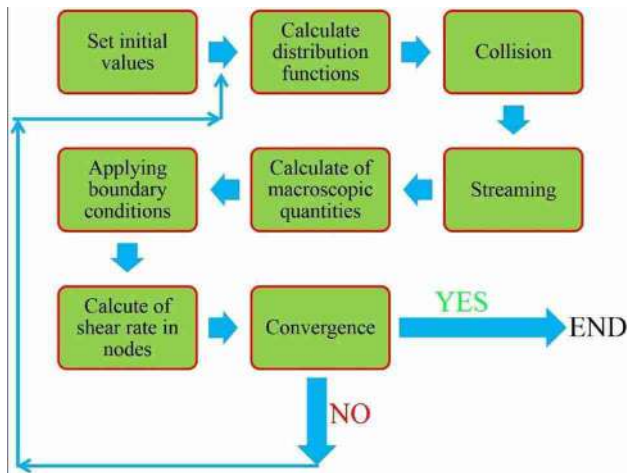 Set initial
values
Calculate
distribution
functions
Collision
Applying
boundary
conditions
Calculate of
macroscopic
quantities
Streaming
Calcute of
shear rate in
nodes
Convergence
YES
END
NO